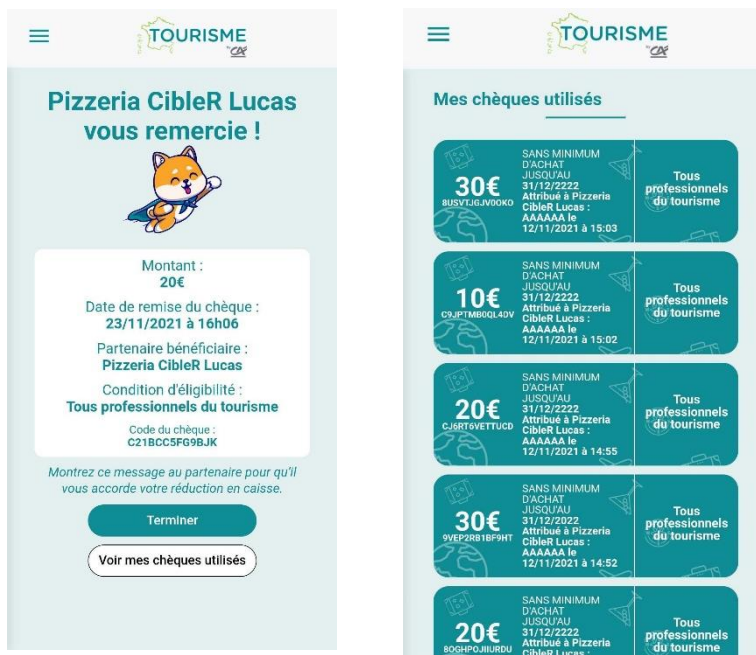 TOURISME
by CA
Pizzeria CibleR Lucas
vous remercie !
Montant :
20€
Date de remise du chèque :
23/11/2021 à 16h06
Partenaire bénéficiaire :
Pizzeria CibleR Lucas
Condition d'éligibilité :
Tous professionnels du tourisme
Code du chèque :
C21BCC5FG9BJK
Montrez ce message au partenaire pour qu'il
vous accorde votre réduction en caisse.
Terminer
Voir mes chèques utilisés
TOURISME
by CA
Mes chèques utilisés
30€
8USVTJGJV0OKO
SANS MINIMUM
D'ACHAT
JUSQU'AU
31/12/2222
Attribué à Pizzeria
CibleR Lucas :
AAAAAA le
12/11/2021 à 15:03
Tous
professionnels
du tourisme
10€
C9JPTMB0QL4DV
SANS MINIMUM
D'ACHAT
JUSQU'AU
31/12/2222
Attribué à Pizzeria
CibleR Lucas :
AAAAAA le
12/11/2021 à 15:02
Tous
professionnels
du tourisme
20€
CJ6RT6VETTUCD
SANS MINIMUM
D'ACHAT
JUSQU'AU
31/12/2222
Attribué à Pizzeria
CibleR Lucas :
AAAAAA le
12/11/2021 à 14:55
Tous
professionnels
du tourisme
30€
9VEP2RB1BF9HT
SANS MINIMUM
D'ACHAT
JUSQU'AU
31/12/2022
Attribué à Pizzeria
CibleR Lucas :
AAAAAA le
12/11/2021 à 14:52
Tous
professionnels
du tourisme
20€
8OGHPOJIIURDU
SANS MINIMUM
D'ACHAT
JUSQU'AU
31/12/2222
Attribué à Pizzeria
CibleR Lucas :
Tous
professionnels
du tourisme